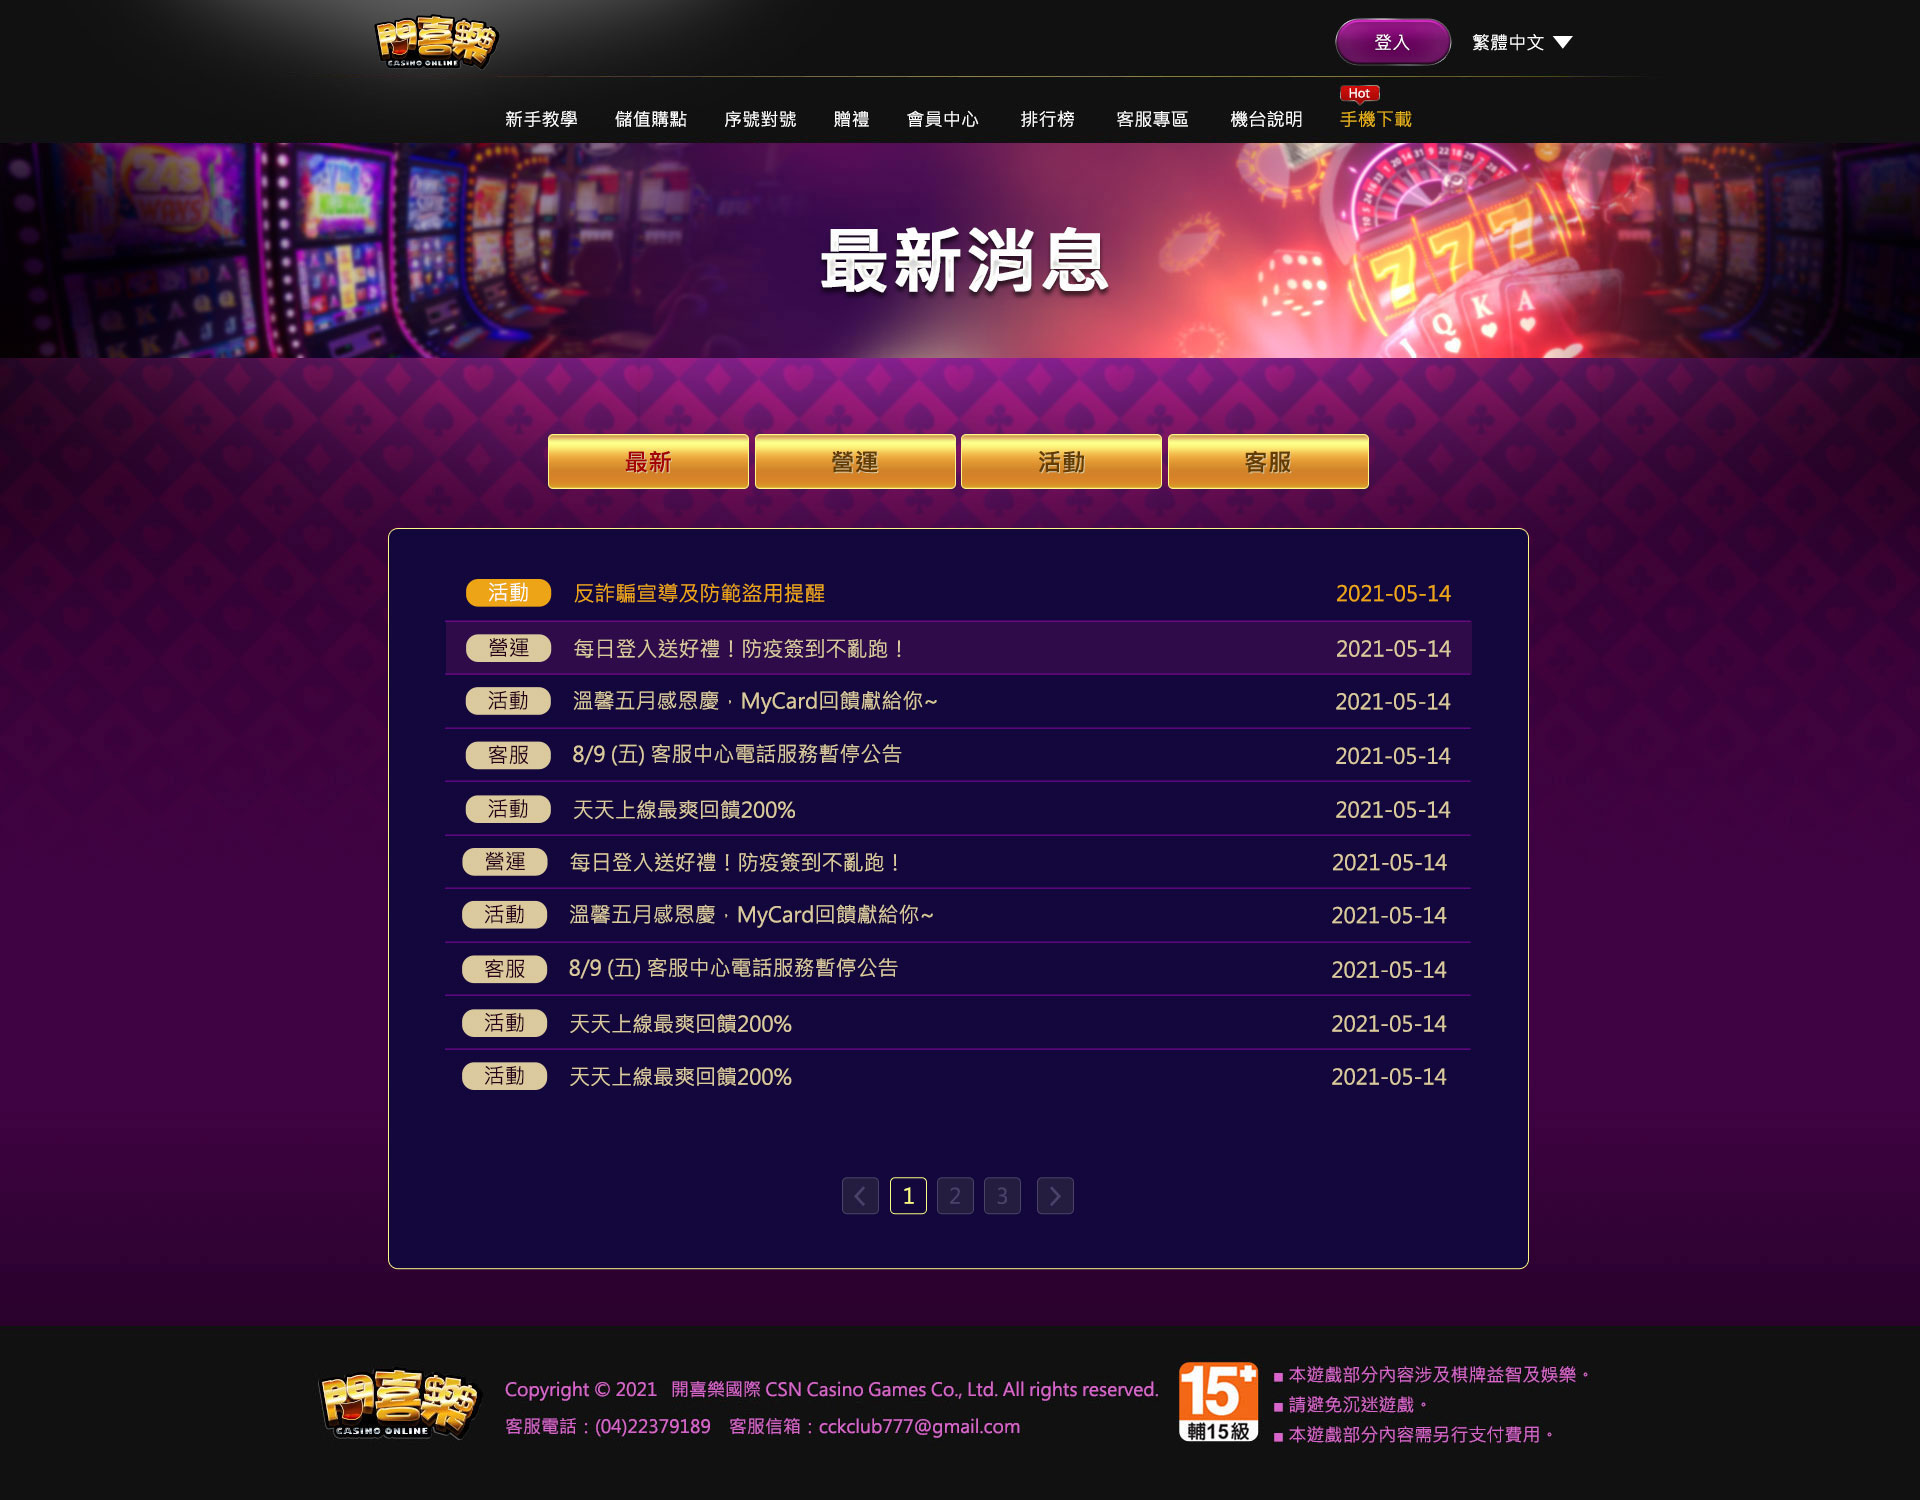 開喜樂
CASINO ONLINE
登入
繁體中文
Hot
新手教學 儲值購點 序號對號 贈禮 會員中心 排行榜 客服專區 機台說明 手機下載
最新消息
777
Q K A
最新 營運 活動 客服
活動 反詐騙宣導及防範盜用提醒 2021-05-14
營運 每日登入送好禮！防疫簽到不亂跑！ 2021-05-14
活動 溫馨五月感恩慶，MyCard回饋獻給你~ 2021-05-14
客服 8/9 (五) 客服中心電話服務暫停公告 2021-05-14
活動 天天上線最爽回饋200% 2021-05-14
營運 每日登入送好禮！防疫簽到不亂跑！ 2021-05-14
活動 溫馨五月感恩慶，MyCard回饋獻給你~ 2021-05-14
客服 8/9 (五) 客服中心電話服務暫停公告 2021-05-14
活動 天天上線最爽回饋200% 2021-05-14
活動 天天上線最爽回饋200% 2021-05-14
1 2 3
開喜樂
CASINO ONLINE
Copyright © 2021 開喜樂國際 CSN Casino Games Co., Ltd. All rights reserved.
客服電話：(04)22379189 客服信箱：cckclub777@gmail.com
15+
輔15級
■ 本遊戲部分內容涉及棋牌益智及娛樂。
■ 請避免沉迷遊戲。
■ 本遊戲部分內容需另行支付費用。